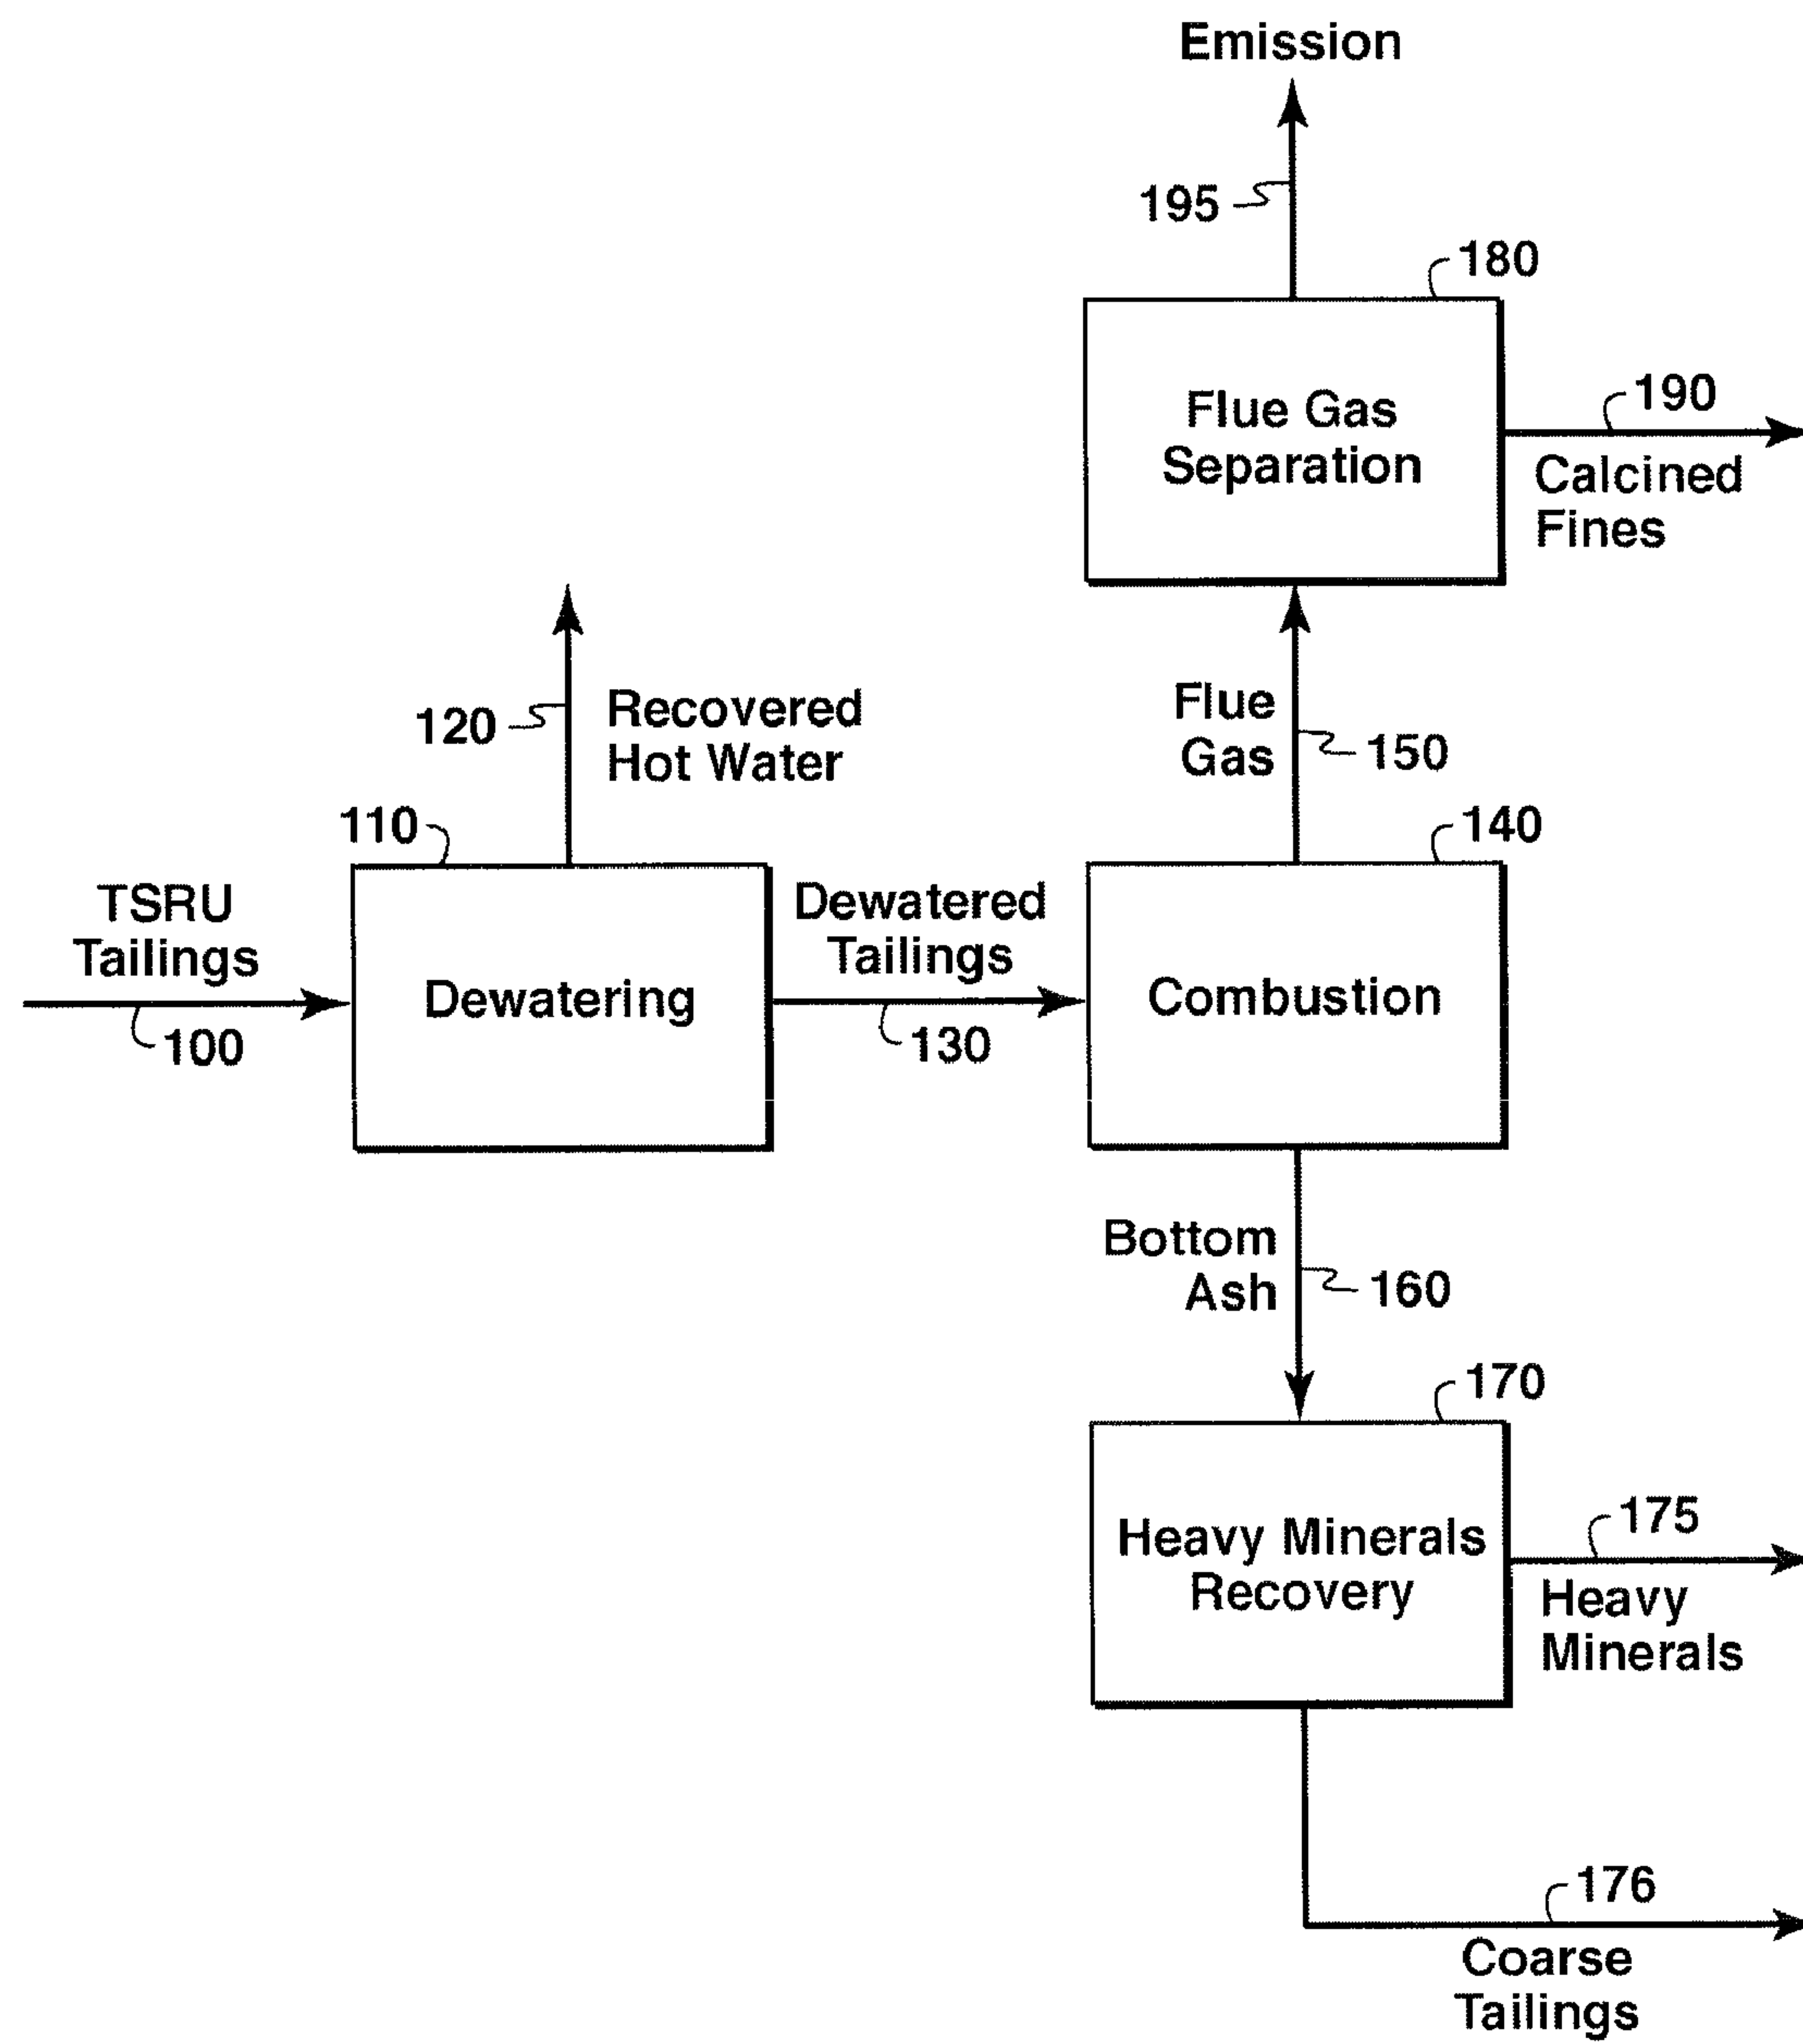 Emission
195
180
Flue Gas
Separation
190
Calcined
Fines
120
Recovered
Hot Water
Flue
Gas
150
110
140
TSRU
Tailings
100
Dewatering
Dewatered
Tailings
130
Combustion
Bottom
Ash
160
170
Heavy Minerals
Recovery
175
Heavy
Minerals
176
Coarse
Tailings